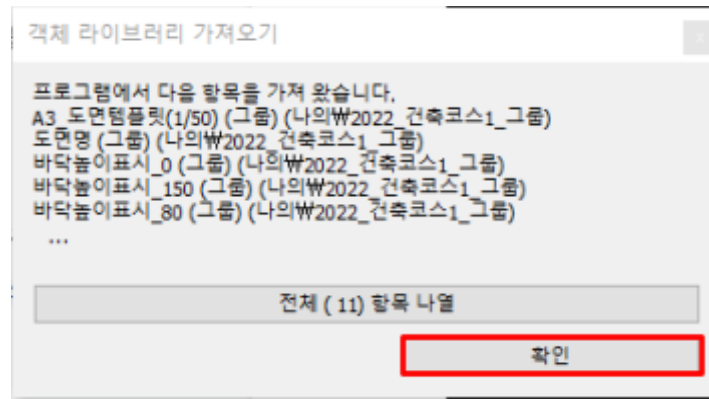 객체 라이브러리 가져오기
프로그램에서 다음 항목을 가져 왔습니다.
A3_도면템플릿(1/50) (그룹) (나의₩2022_건축코스1_그룹)
도면명 (그룹) (나의₩2022_건축코스1_그룹)
바닥높이표시_0 (그룹) (나의₩2022_건축코스1_그룹)
바닥높이표시_150 (그룹) (나의₩2022_건축코스1_그룹)
바닥높이표시_80 (그룹) (나의₩2022_건축코스1_그룹)
...
전체 ( 11) 항목 나열
확인